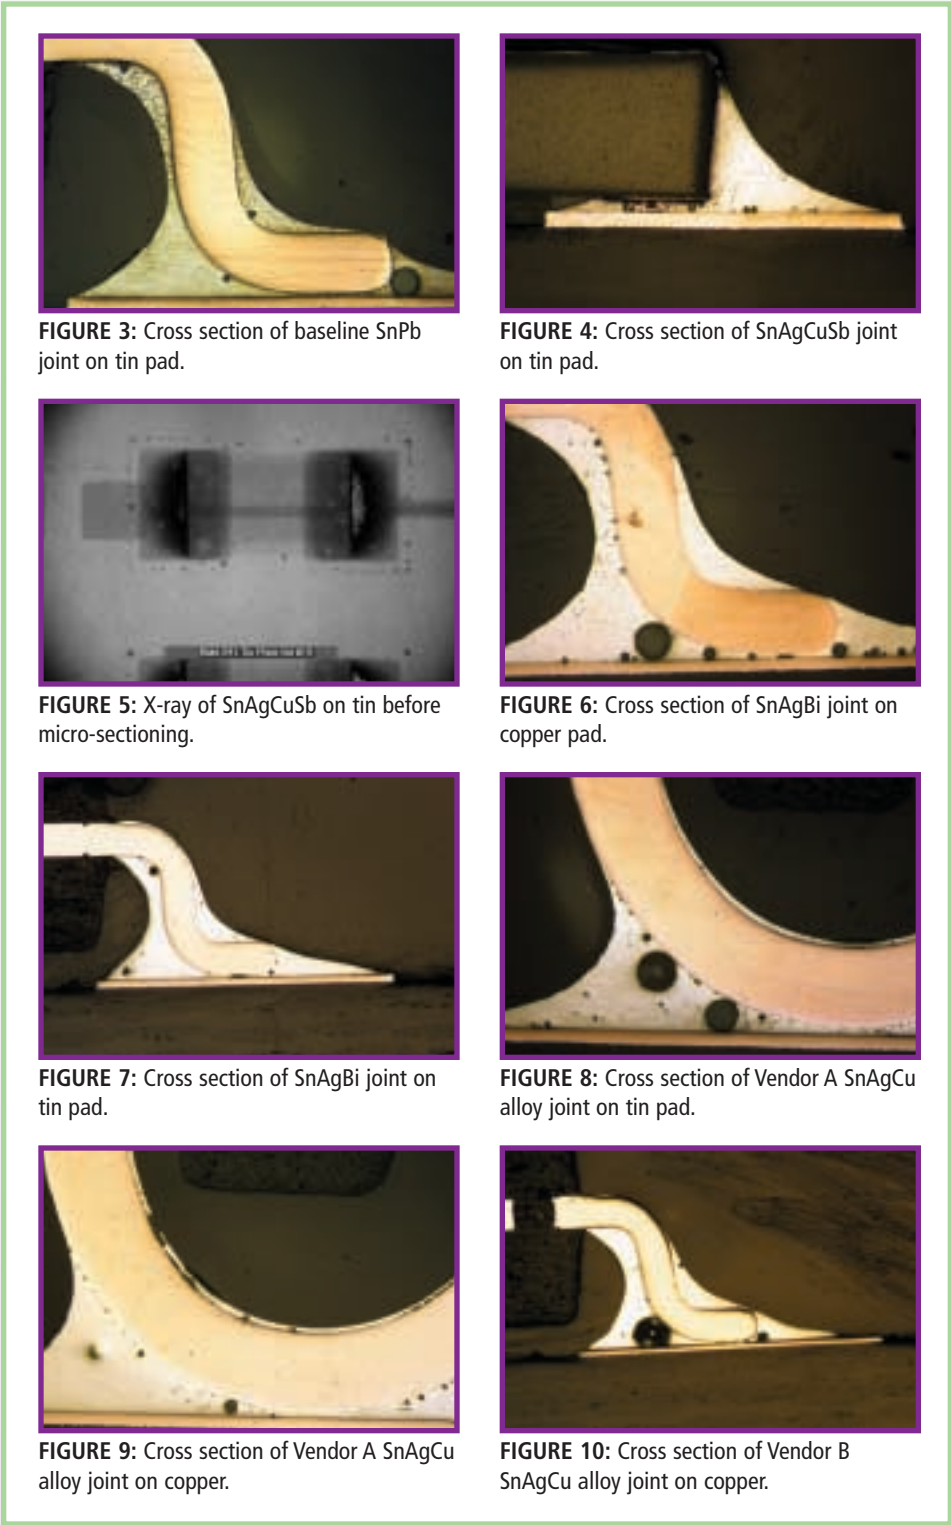 FIGURE 3: Cross section of baseline SnPb
joint on tin pad.
FIGURE 4: Cross section of SnAgCuSb joint
on tin pad.
FIGURE 5: X-ray of SnAgCuSb on tin before
micro-sectioning.
FIGURE 6: Cross section of SnAgBi joint on
copper pad.
FIGURE 7: Cross section of SnAgBi joint on
tin pad.
FIGURE 8: Cross section of Vendor A SnAgCu
alloy joint on tin pad.
FIGURE 9: Cross section of Vendor A SnAgCu
alloy joint on copper.
FIGURE 10: Cross section of Vendor B
SnAgCu alloy joint on copper.